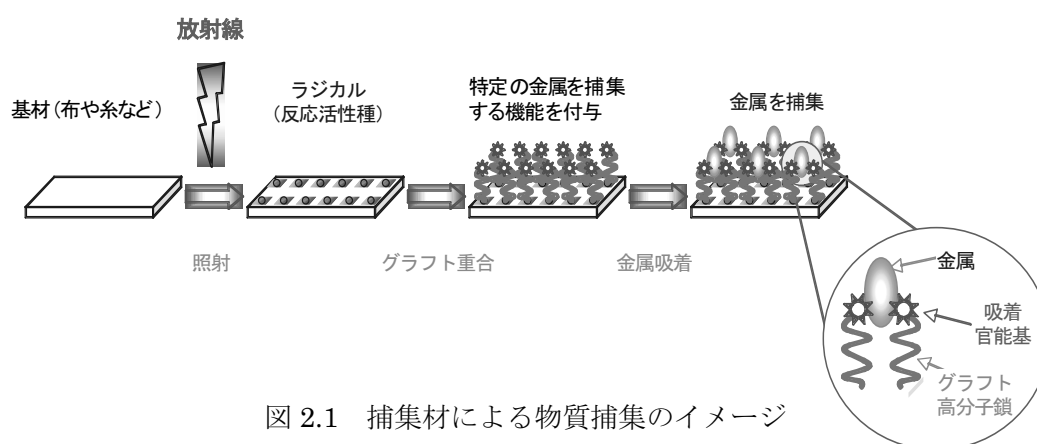 放射線
基材（布や糸など）
ラジカル
（反応活性種）
特定の金属を捕集
する機能を付与
金属を捕集
照射
グラフト重合
金属吸着
金属
吸着
官能基
グラフト
高分子鎖
図 2.1　捕集材による物質捕集のイメージ